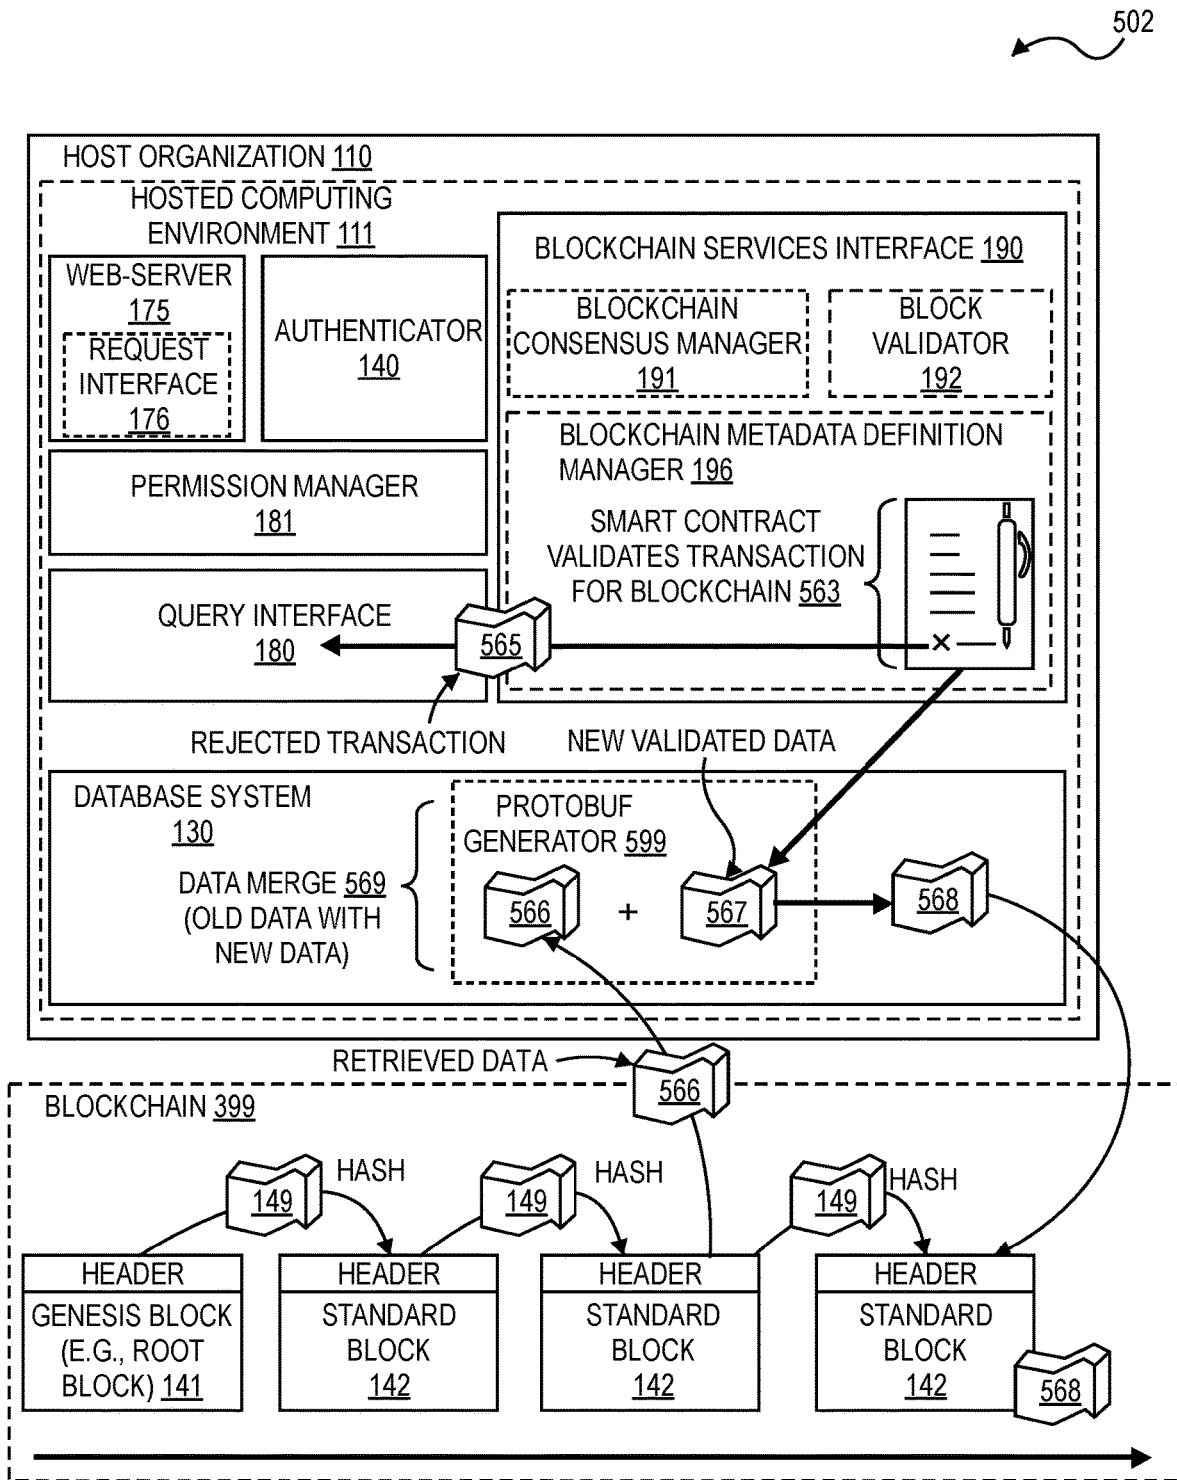 502
HOST ORGANIZATION 110
HOSTED COMPUTING
ENVIRONMENT 111
WEB-SERVER
175
REQUEST
INTERFACE
176
AUTHENTICATOR
140
PERMISSION MANAGER
181
QUERY INTERFACE
180
BLOCKCHAIN SERVICES INTERFACE 190
BLOCKCHAIN
CONSENSUS MANAGER
191
BLOCK
VALIDATOR
192
BLOCKCHAIN METADATA DEFINITION
MANAGER 196
SMART CONTRACT
VALIDATES TRANSACTION
FOR BLOCKCHAIN 563
565
REJECTED TRANSACTION
NEW VALIDATED DATA
DATABASE SYSTEM
130
PROTOBUF
GENERATOR 599
DATA MERGE 569
(OLD DATA WITH
NEW DATA)
566
+
567
568
RETRIEVED DATA
566
BLOCKCHAIN 399
149
HASH
149
HASH
149
HASH
HEADER
GENESIS BLOCK
(E.G., ROOT
BLOCK) 141
HEADER
STANDARD
BLOCK
142
HEADER
STANDARD
BLOCK
142
HEADER
STANDARD
BLOCK
142
568